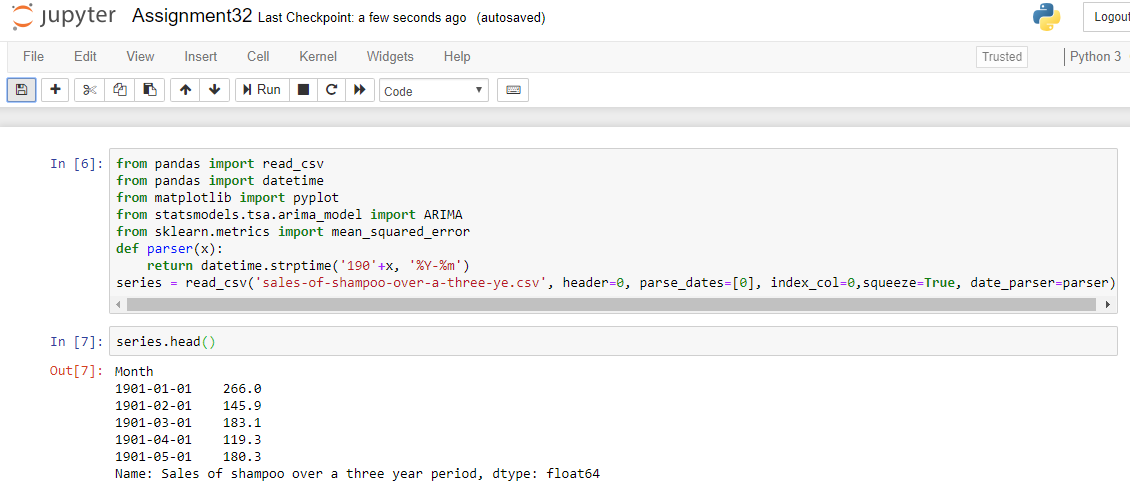 jupyter Assignment32 Last Checkpoint: a few seconds ago (autosaved)
Logout
File Edit View Insert Cell Kernel Widgets Help Trusted Python 3
Run Code
In [6]: from pandas import read_csv
from pandas import datetime
from matplotlib import pyplot
from statsmodels.tsa.arima_model import ARIMA
from sklearn.metrics import mean_squared_error
def parser(x):
    return datetime.strptime('190'+x, '%Y-%m')
series = read_csv('sales-of-shampoo-over-a-three-ye.csv', header=0, parse_dates=[0], index_col=0,squeeze=True, date_parser=parser)
In [7]: series.head()
Out[7]: Month
1901-01-01    266.0
1901-02-01    145.9
1901-03-01    183.1
1901-04-01    119.3
1901-05-01    180.3
Name: Sales of shampoo over a three year period, dtype: float64